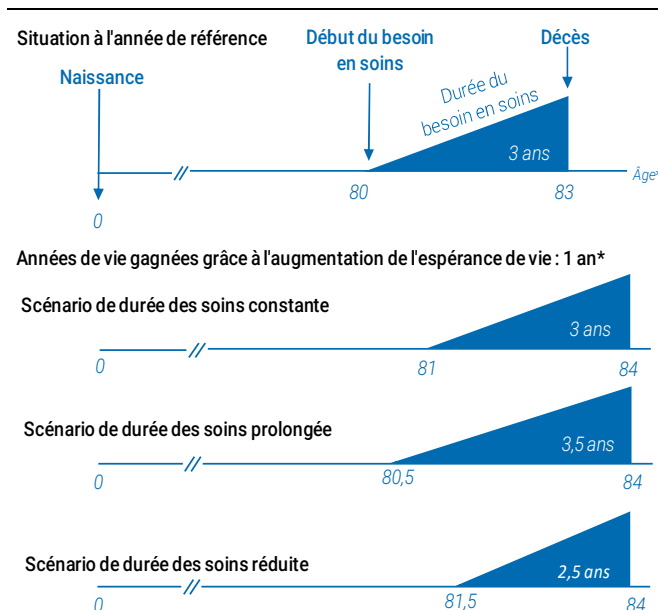 Situation à l'année de référence
Début du besoin
en soins
Décès
Naissance
Durée du
besoin en soins
3 ans
80
83
Âge*
0
Années de vie gagnées grâce à l'augmentation de l'espérance de vie : 1 an*
Scénario de durée des soins constante
3 ans
0
81
84
Scénario de durée des soins prolongée
3,5 ans
0
80,5
84
Scénario de durée des soins réduite
2,5 ans
0
81,5
84